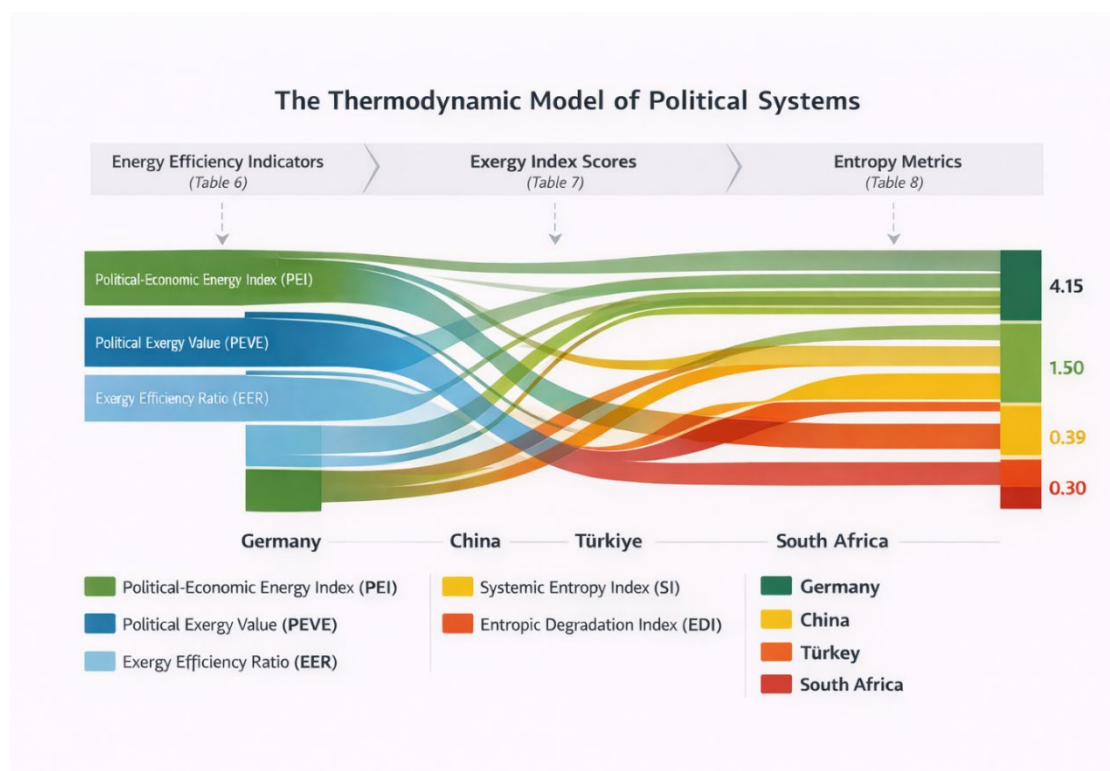 The Thermodynamic Model of Political Systems
Energy Efficiency Indicators
(Table 6)
Exergy Index Scores
(Table 7)
Entropy Metrics
(Table 8)
Political-Economic Energy Index (PEI)
Political Exergy Value (PEVE)
Exergy Efficiency Ratio (EER)
4.15
1.50
0.39
0.30
Germany China Türkiye South Africa
Political-Economic Energy Index (PEI)
Political Exergy Value (PEVE)
Exergy Efficiency Ratio (EER)
Systemic Entropy Index (SI)
Entropic Degradation Index (EDI)
Germany
China
Türkey
South Africa